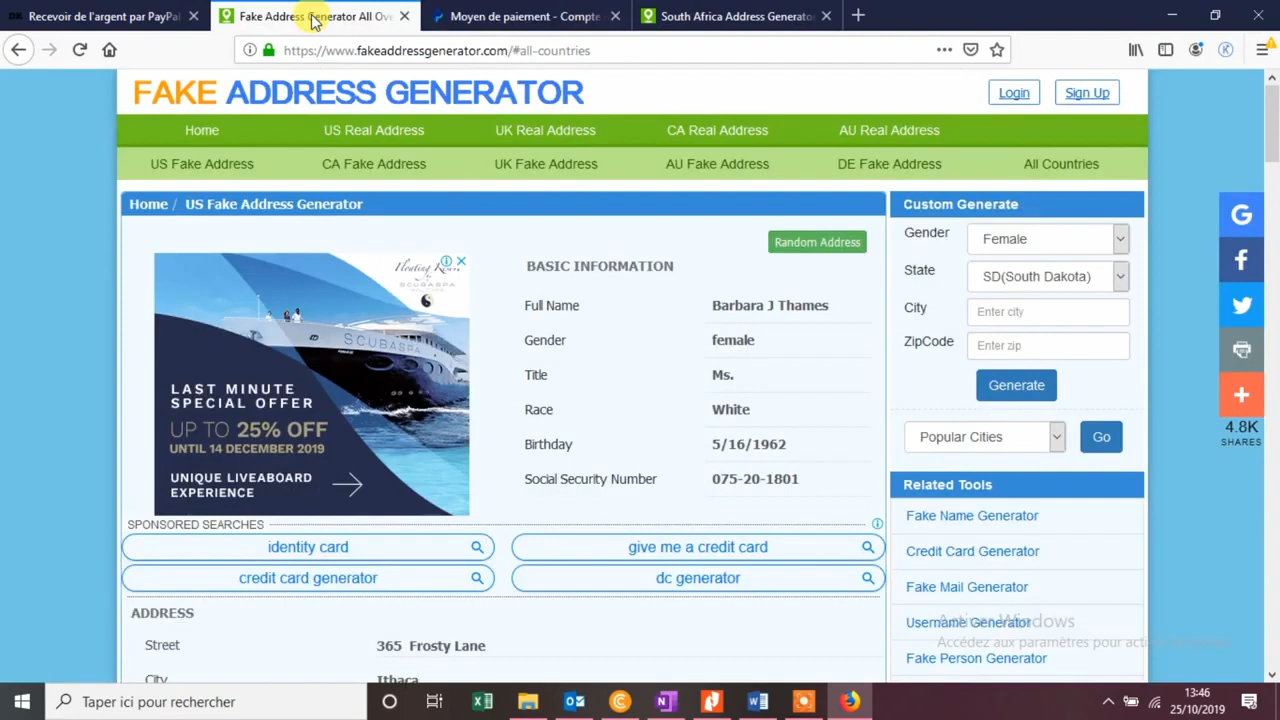 Recevoir de l'argent par PayPal
Fake Address Generator All Ov
Moyen de paiement - Compte
South Africa Address Generator
https://www.fakeaddressgenerator.com/#all-countries
FAKE ADDRESS GENERATOR
Login
Sign Up
Home
US Real Address
UK Real Address
CA Real Address
AU Real Address
US Fake Address
CA Fake Address
UK Fake Address
AU Fake Address
DE Fake Address
All Countries
Home / US Fake Address Generator
Custom Generate
Random Address
Gender
Female
State
SD(South Dakota)
City
Enter city
ZipCode
Enter zip
Generate
Popular Cities
Go
SCUBASPA
SCUBASPA
LAST MINUTE
SPECIAL OFFER
UP TO 25% OFF
UNTIL 14 DECEMBER 2019
UNIQUE LIVEABOARD
EXPERIENCE
BASIC INFORMATION
Full Name
Barbara J Thames
Gender
female
Title
Ms.
Race
White
Birthday
5/16/1962
Social Security Number
075-20-1801
SPONSORED SEARCHES
identity card
give me a credit card
credit card generator
dc generator
ADDRESS
Street
365 Frosty Lane
City
Ithaca
Related Tools
Fake Name Generator
Credit Card Generator
Fake Mail Generator
Username Generator
Fake Person Generator
4.8K
SHARES
Activer Windows
Accédez aux paramètres pour
Taper ici pour rechercher
13:46
25/10/2019